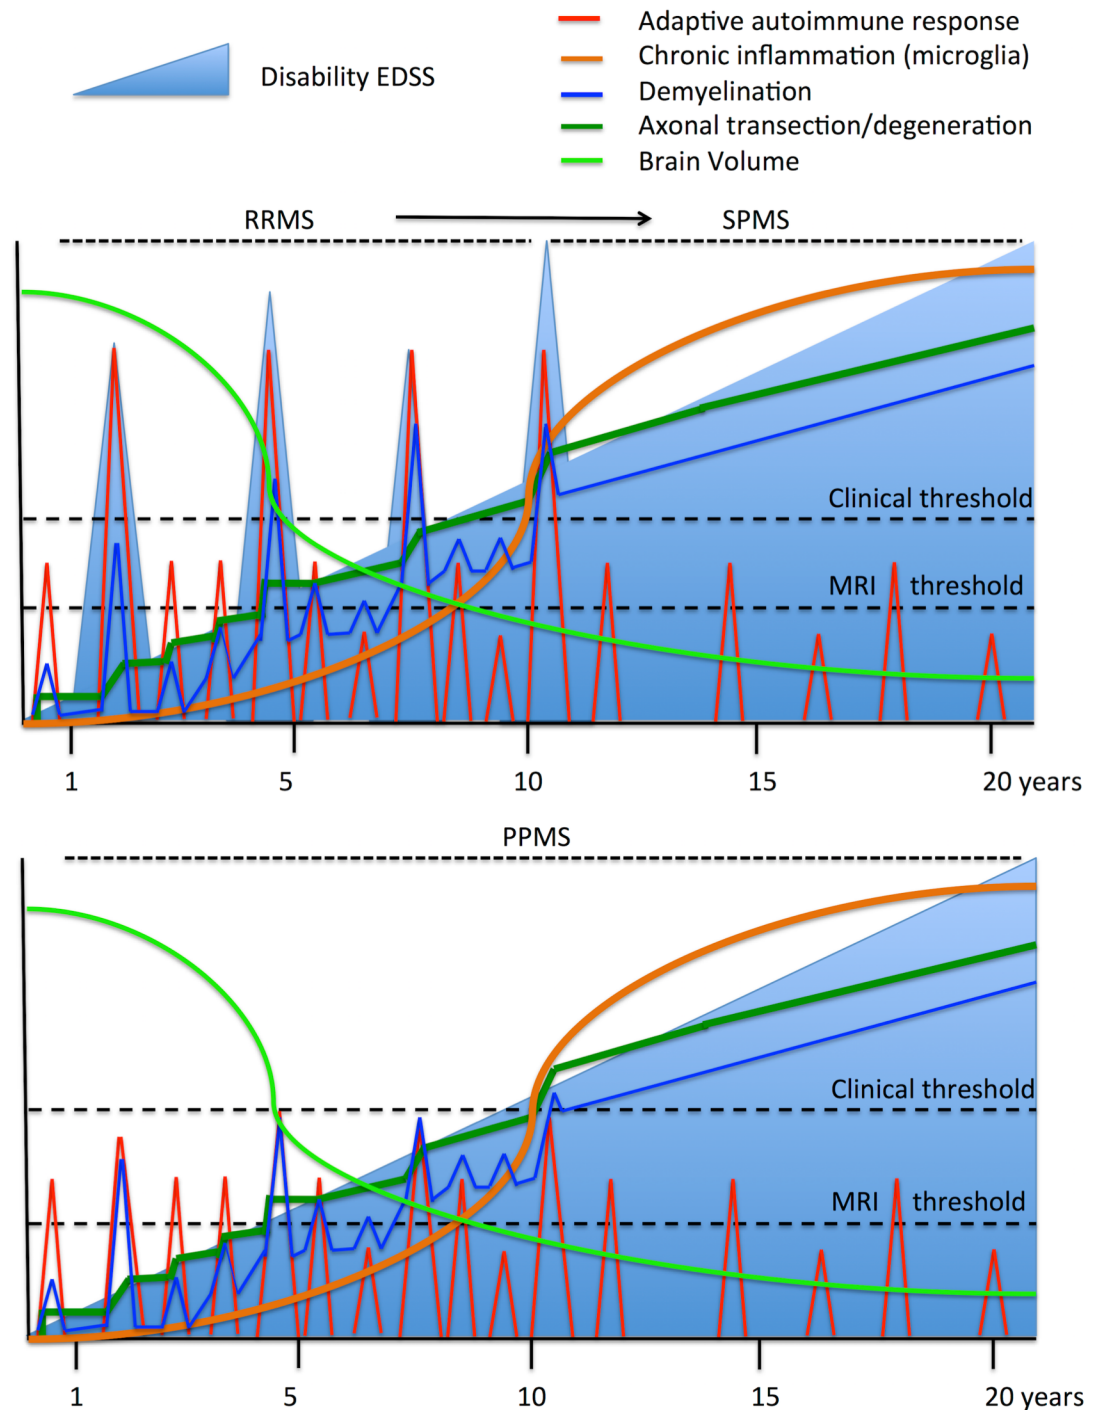 Adaptive autoimmune response
Chronic inflammation (microglia)
Disability EDSS
Demyelination
Axonal transection/degeneration
Brain Volume
RRMS
SPMS
Clinical threshold
MRI threshold
1 5 10 15 20 years
PPMS
Clinical threshold
MRI threshold
1 5 10 15 20 years